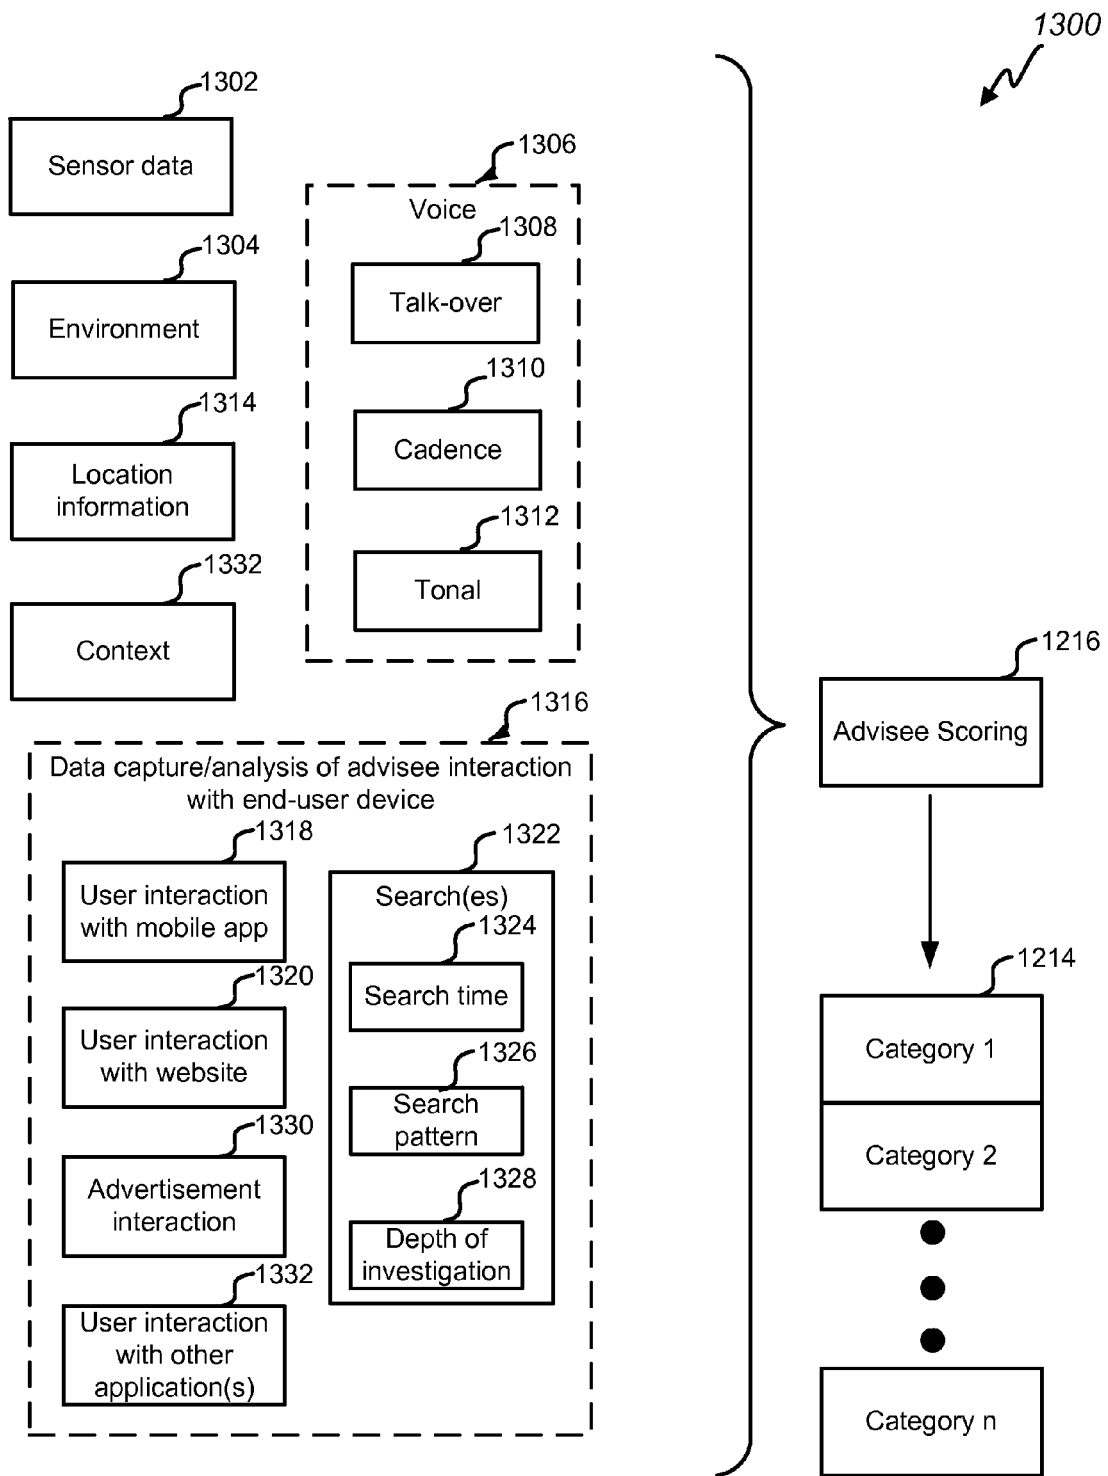 1300
1302
Sensor data
1304
Environment
1314
Location
information
1332
Context
1306
Voice
1308
Talk-over
1310
Cadence
1312
Tonal
1316
Data capture/analysis of advisee interaction
with end-user device
1318
User interaction
with mobile app
1320
User interaction
with website
1330
Advertisement
interaction
1332
User interaction
with other
application(s)
1322
Search(es)
1324
Search time
1326
Search
pattern
1328
Depth of
investigation
1216
Advisee Scoring
1214
Category 1
Category 2
Category n